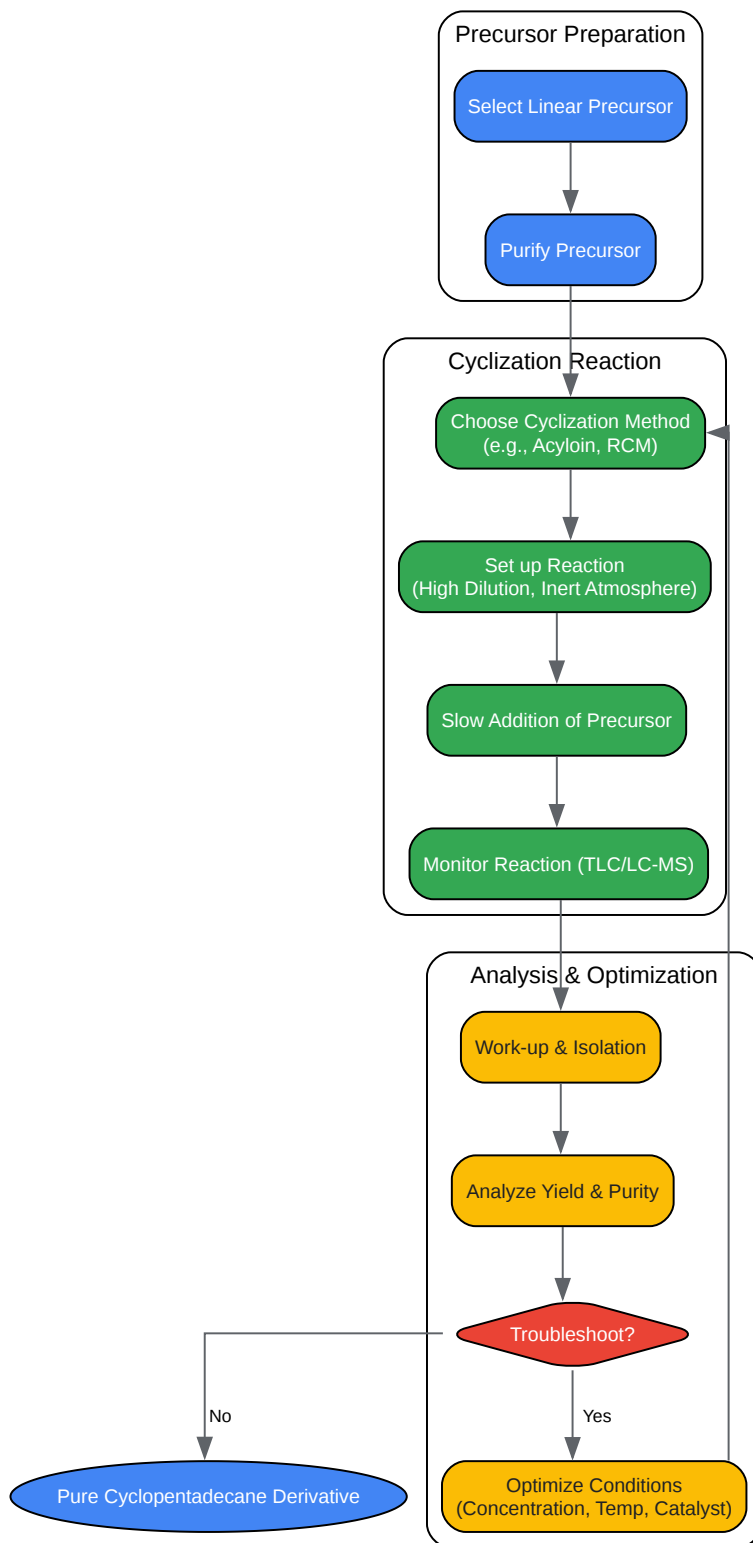 Precursor Preparation
Select Linear Precursor
Purify Precursor
Cyclization Reaction
Choose Cyclization Method
(e.g., Acyloin, RCM)
Set up Reaction
(High Dilution, Inert Atmosphere)
Slow Addition of Precursor
Monitor Reaction (TLC/LC-MS)
Analysis & Optimization
Work-up & Isolation
Analyze Yield & Purity
Troubleshoot?
No
Yes
Pure Cyclopentadecane Derivative
Optimize Conditions
(Concentration, Temp, Catalyst)